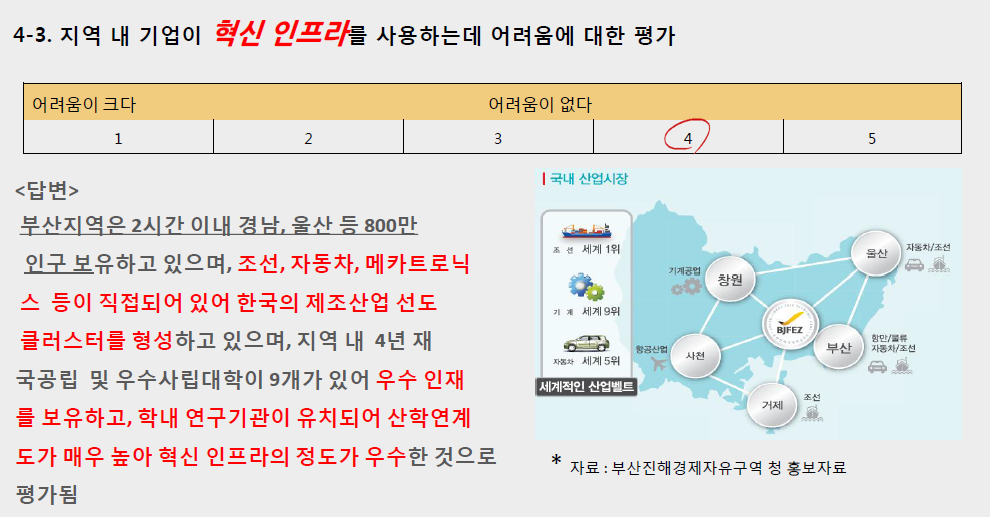 4-3. 지역 내 기업이 혁신 인프라를 사용하는데 어려움에 대한 평가
어려움이 크다 어려움이 없다
1 2 3 4 5
<답변>
부산지역은 2시간 이내 경남, 울산 등 800만
인구 보유하고 있으며, 조선, 자동차, 메카트로닉
스 등이 직접되어 있어 한국의 제조산업 선도
클러스터를 형성하고 있으며, 지역 내 4년 재
국공립 및 우수사립대학이 9개가 있어 우수 인재
를 보유하고, 학내 연구기관이 유치되어 산학연계
도가 매우 높아 혁신 인프라의 정도가 우수한 것으로
평가됨
국내 산업시장
조 선 세계 1위
기 계 세계 9위
자동차 세계 5위
세계적인 산업벨트
기계공업
창원
울산
자동차/조선
BJFEZ
항공산업
사천
부산
항만/물류
자동차/조선
거제
조선
* 자료 : 부산진해경제자유구역 청 홍보자료